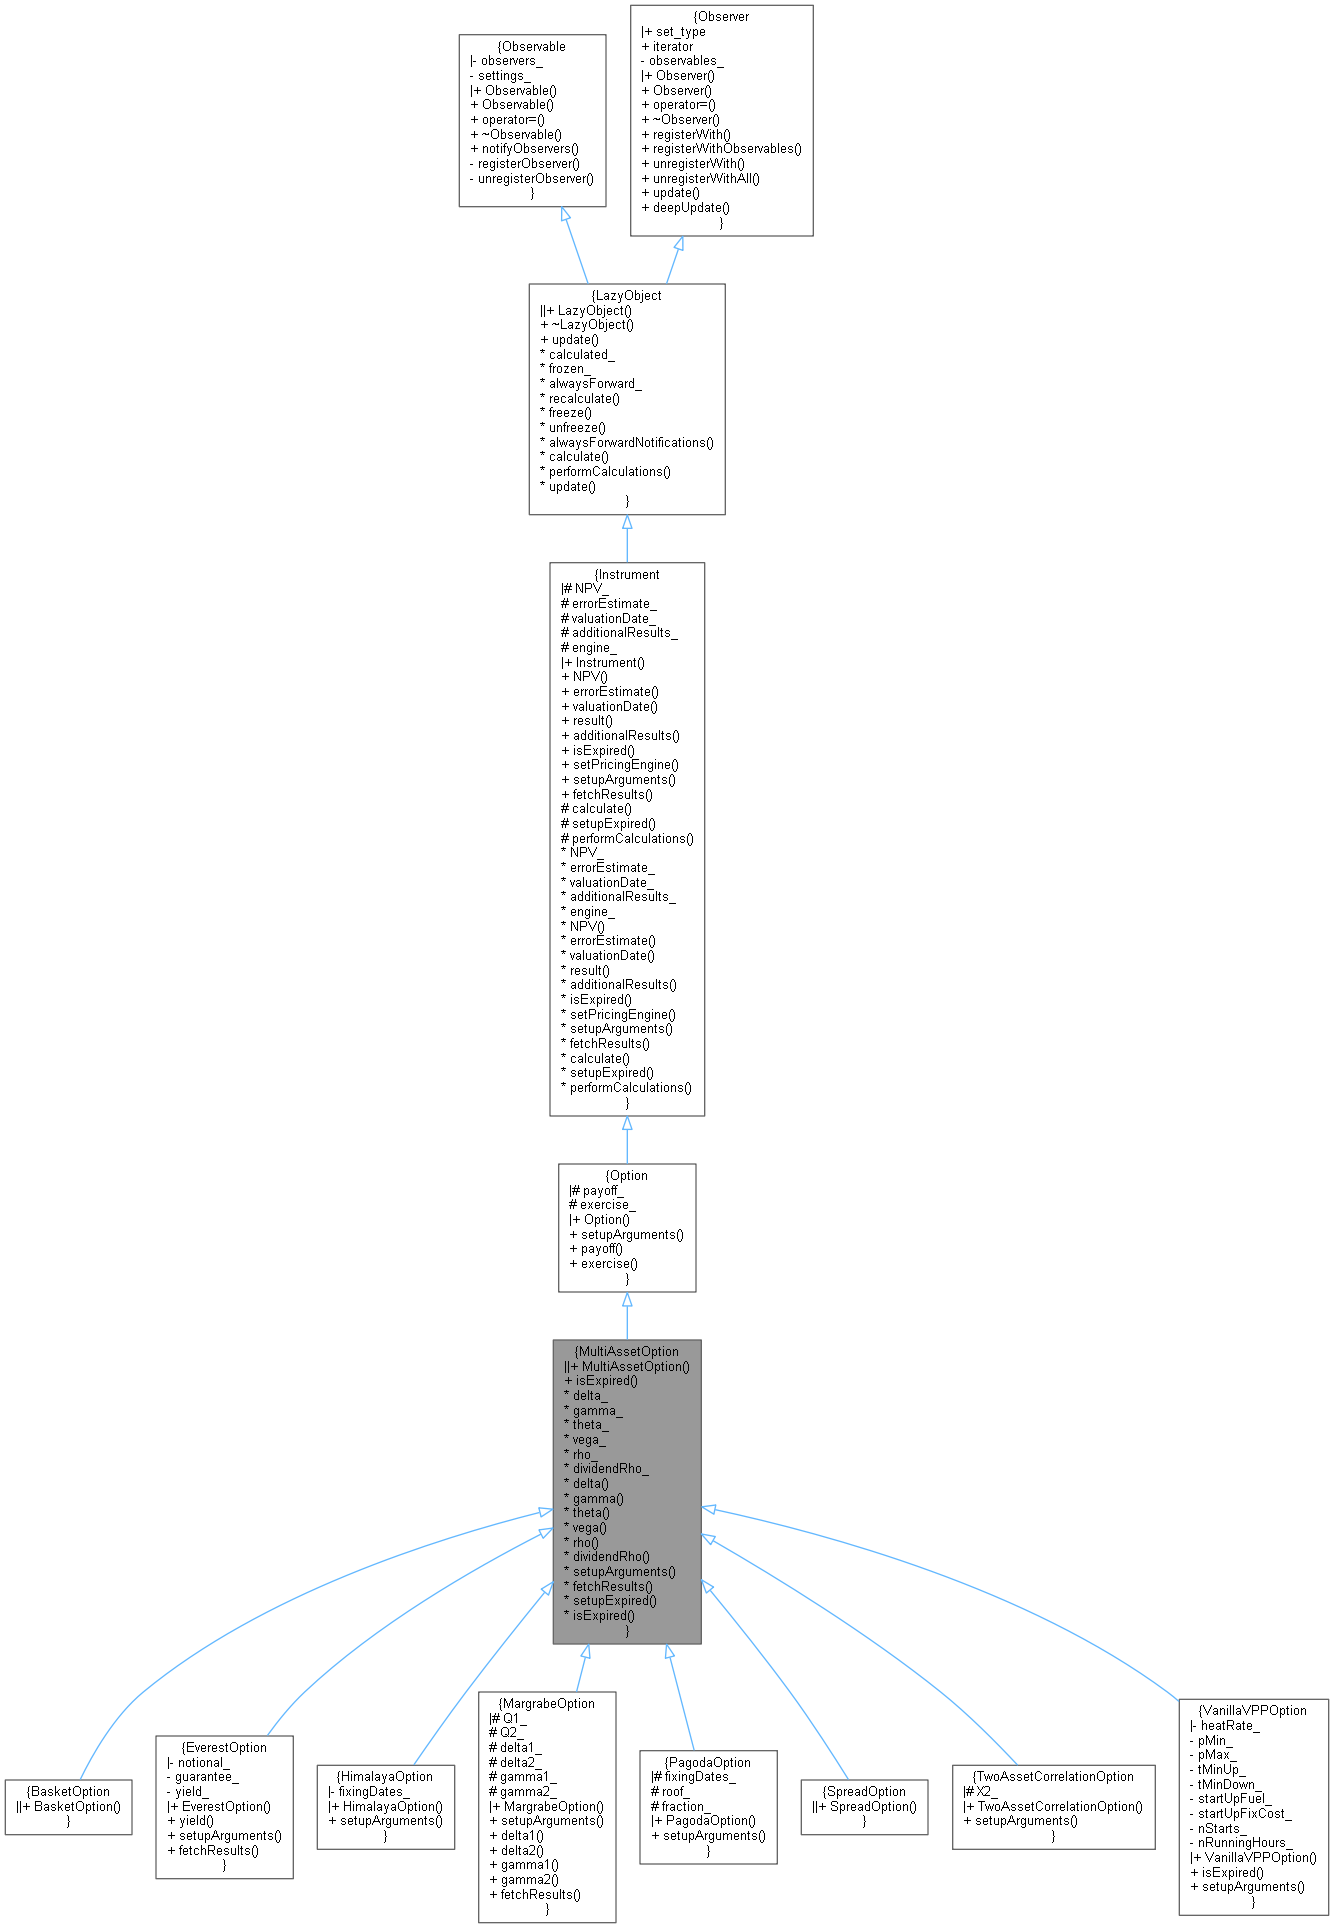 {Observable
|- observers_
- settings_
|+ Observable()
+ Observable()
+ operator=()
+ ~Observable()
+ notifyObservers()
- registerObserver()
- unregisterObserver()
}
{Observer
|+ set_type
+ iterator
- observables_
|+ Observer()
+ Observer()
+ operator=()
+ ~Observer()
+ registerWith()
+ registerWithObservables()
+ unregisterWith()
+ unregisterWithAll()
+ update()
+ deepUpdate()
}
{LazyObject
||+ LazyObject()
+ ~LazyObject()
+ update()
* calculated_
* frozen_
* alwaysForward_
* recalculate()
* freeze()
* unfreeze()
* alwaysForwardNotifications()
* calculate()
* performCalculations()
* update()
}
{Instrument
|# NPV_
# errorEstimate_
# valuationDate_
# additionalResults_
# engine_
|+ Instrument()
+ NPV()
+ errorEstimate()
+ valuationDate()
+ result()
+ additionalResults()
+ isExpired()
+ setPricingEngine()
+ setupArguments()
+ fetchResults()
# calculate()
# setupExpired()
# performCalculations()
* NPV_
* errorEstimate_
* valuationDate_
* additionalResults_
* engine_
* NPV()
* errorEstimate()
* valuationDate()
* result()
* additionalResults()
* isExpired()
* setPricingEngine()
* setupArguments()
* fetchResults()
* calculate()
* setupExpired()
* performCalculations()
}
{Option
|# payoff_
# exercise_
|+ Option()
+ setupArguments()
+ payoff()
+ exercise()
}
{MultiAssetOption
||+ MultiAssetOption()
+ isExpired()
* delta_
* gamma_
* theta_
* vega_
* rho_
* dividendRho_
* delta()
* gamma()
* theta()
* vega()
* rho()
* dividendRho()
* setupArguments()
* fetchResults()
* setupExpired()
* isExpired()
}
{BasketOption
||+ BasketOption()
}
{EverestOption
|- notional_
- guarantee_
- yield_
|+ EverestOption()
+ yield()
+ setupArguments()
+ fetchResults()
}
{HimalayaOption
|- fixingDates_
|+ HimalayaOption()
+ setupArguments()
}
{MargrabeOption
|# Q1_
# Q2_
# delta1_
# delta2_
# gamma1_
# gamma2_
|+ MargrabeOption()
+ setupArguments()
+ delta1()
+ delta2()
+ gamma1()
+ gamma2()
+ fetchResults()
}
{PagodaOption
|# fixingDates_
# roof_
# fraction_
|+ PagodaOption()
+ setupArguments()
}
{SpreadOption
||+ SpreadOption()
}
{TwoAssetCorrelationOption
|# X2_
|+ TwoAssetCorrelationOption()
+ setupArguments()
}
{VanillaVPPOption
|- heatRate_
- pMin_
- pMax_
- tMinUp_
- tMinDown_
- startUpFuel_
- startUpFixCost_
- nStarts_
- nRunningHours_
|+ VanillaVPPOption()
+ isExpired()
+ setupArguments()
}